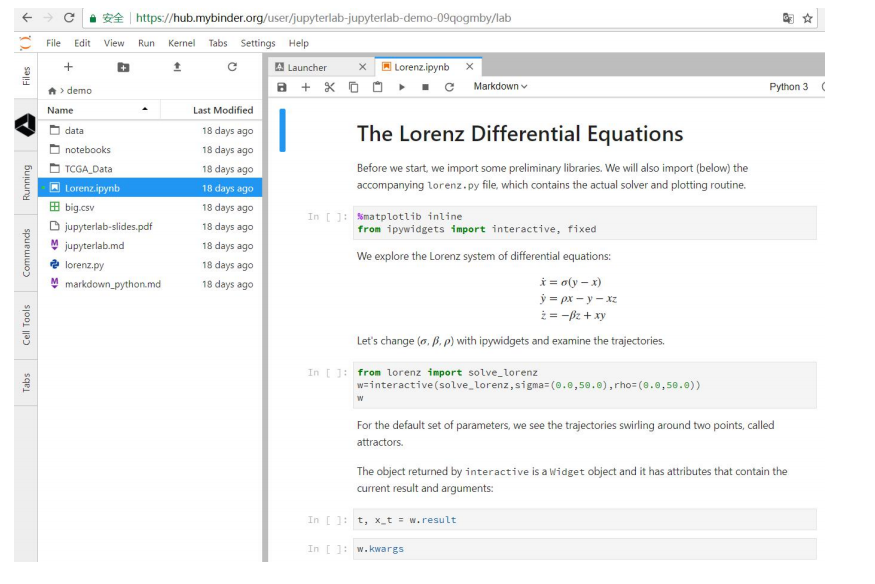 安全 https://hub.mybinder.org/user/jupyterlab-jupyterlab-demo-09qogmby/lab
File Edit View Run Kernel Tabs Settings Help
Files
Running
Commands
Cell Tools
Tabs
demo
Name Last Modified
data 18 days ago
notebooks 18 days ago
TCGA_Data 18 days ago
Lorenz.ipynb 18 days ago
big.csv 18 days ago
jupyterlab-slides.pdf 18 days ago
jupyterlab.md 18 days ago
lorenz.py 18 days ago
markdown_python.md 18 days ago
Launcher Lorenz.ipynb
Markdown Python 3
The Lorenz Differential Equations
Before we start, we import some preliminary libraries. We will also import (below) the
accompanying lorenz.py file, which contains the actual solver and plotting routine.
In [ ]: %matplotlib inline
from ipywidgets import interactive, fixed
We explore the Lorenz system of differential equations:
ẋ = σ(y − x)
ẏ = ρx − y − xz
ż = −βz + xy
Let's change (σ, β, ρ) with ipywidgets and examine the trajectories.
In [ ]: from lorenz import solve_lorenz
w=interactive(solve_lorenz,sigma=(0.0,50.0),rho=(0.0,50.0))
w
For the default set of parameters, we see the trajectories swirling around two points, called
attractors.
The object returned by interactive is a Widget object and it has attributes that contain the
current result and arguments:
In [ ]: t, x_t = w.result
In [ ]: w.kwargs